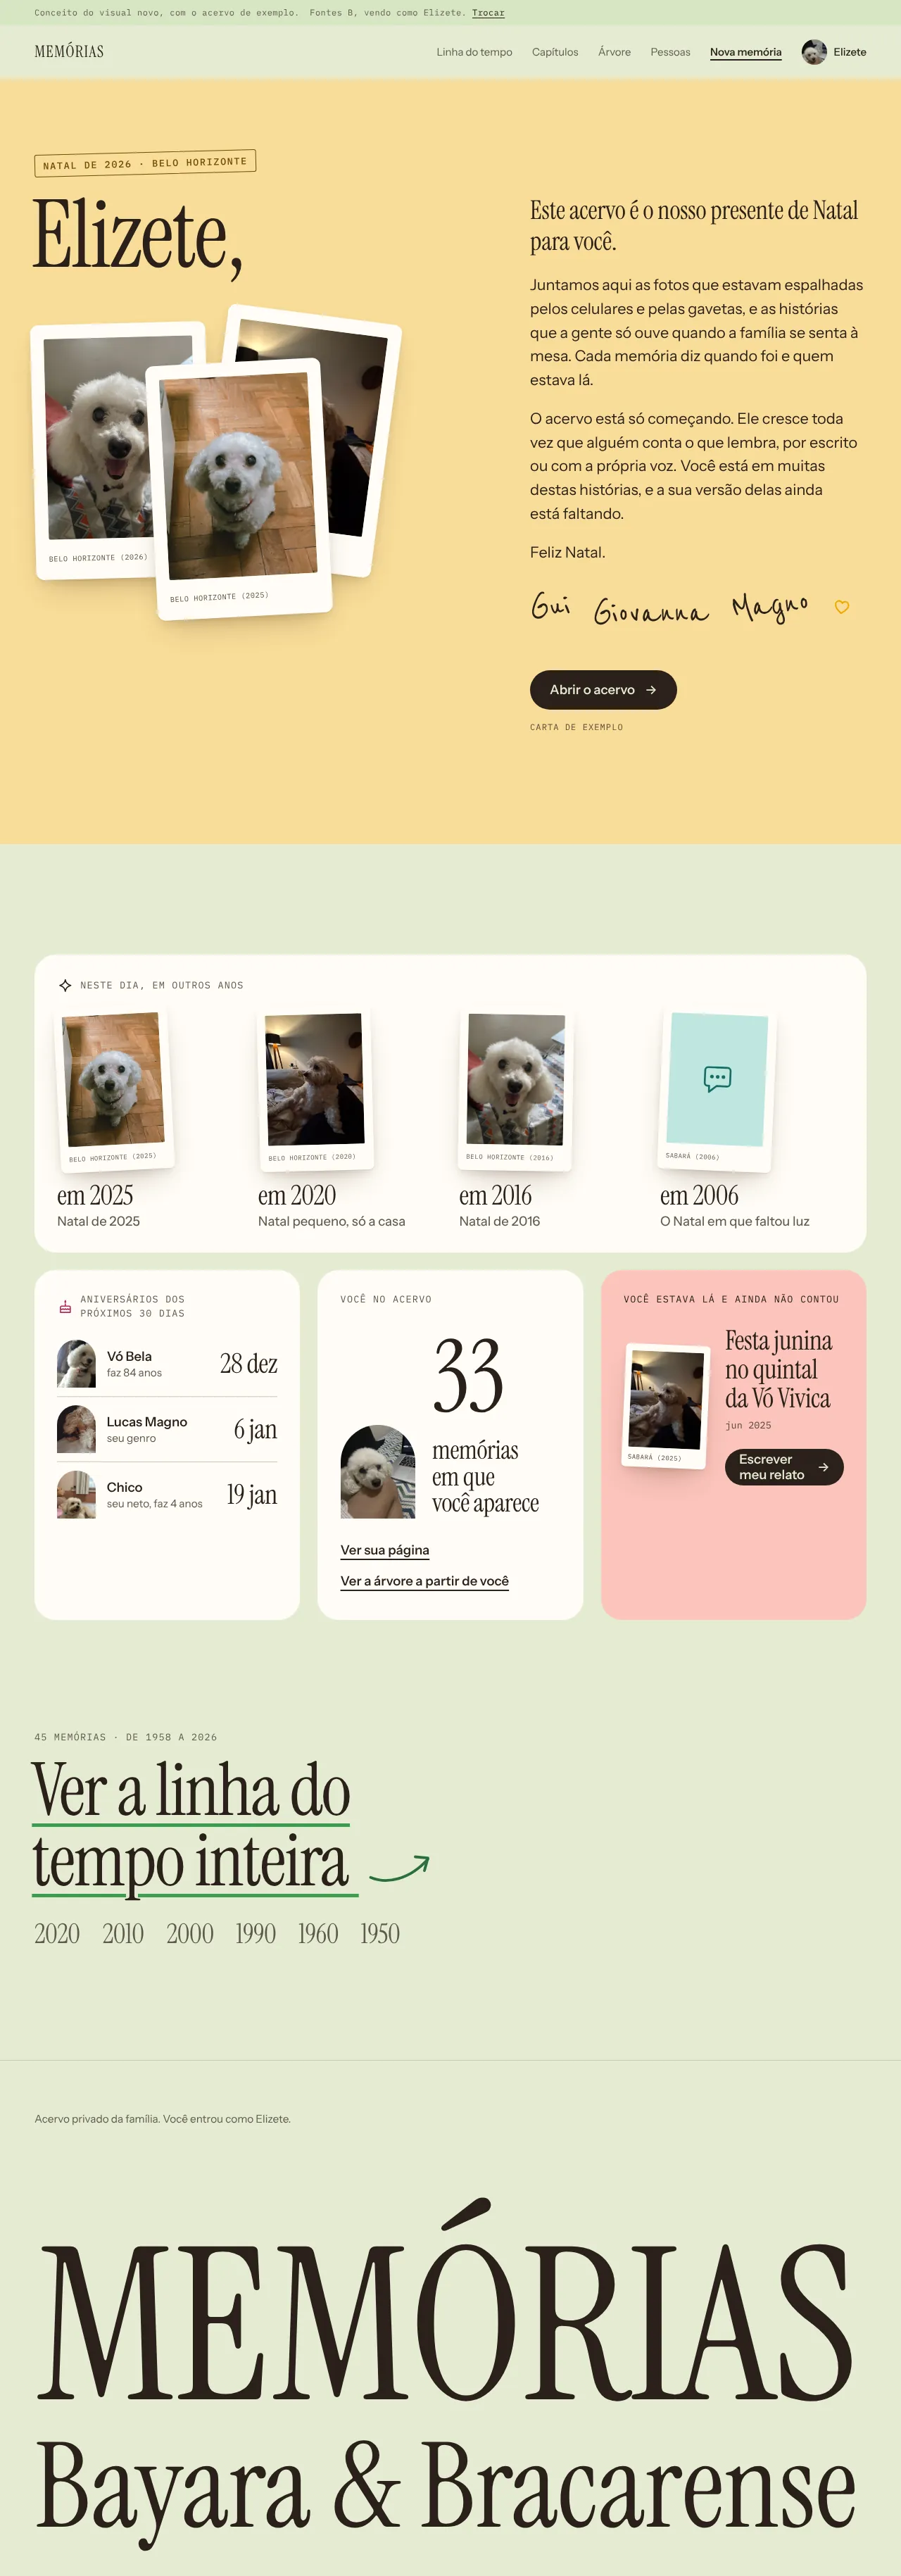 Conceito do visual novo, com o acervo de exemplo. Fontes B, vendo como Elizete. Trocar
MEMÓRIAS
Linha do tempo
Capítulos
Árvore
Pessoas
Nova memória
Elizete
NATAL DE 2026 · BELO HORIZONTE
Elizete,
BELO HORIZONTE (2026)
BELO HORIZONTE (2025)
Este acervo é o nosso presente de Natal
para você.
Juntamos aqui as fotos que estavam espalhadas
pelos celulares e pelas gavetas, e as histórias
que a gente só ouve quando a família se senta à
mesa. Cada memória diz quando foi e quem
estava lá.
O acervo está só começando. Ele cresce toda
vez que alguém conta o que lembra, por escrito
ou com a própria voz. Você está em muitas
destas histórias, e a sua versão delas ainda
está faltando.
Feliz Natal.
Gui Giovanna Magno
Abrir o acervo →
CARTA DE EXEMPLO
NESTE DIA, EM OUTROS ANOS
BELO HORIZONTE (2025)
em 2025
Natal de 2025
BELO HORIZONTE (2020)
em 2020
Natal pequeno, só a casa
BELO HORIZONTE (2016)
em 2016
Natal de 2016
SABARÁ (2006)
em 2006
O Natal em que faltou luz
ANIVERSÁRIOS DOS
PRÓXIMOS 30 DIAS
Vó Bela
faz 84 anos
28 dez
Lucas Magno
seu genro
6 jan
Chico
seu neto, faz 4 anos
19 jan
VOCÊ NO ACERVO
33
memórias
em que
você aparece
Ver sua página
Ver a árvore a partir de você
VOCÊ ESTAVA LÁ E AINDA NÃO CONTOU
SABARÁ (2025)
Festa junina
no quintal
da Vó Vivica
jun 2025
Escrever
meu relato →
45 MEMÓRIAS · DE 1958 A 2026
Ver a linha do
tempo inteira
2020 2010 2000 1990 1960 1950
Acervo privado da família. Você entrou como Elizete.
MEMÓRIAS
Bayara & Bracarense